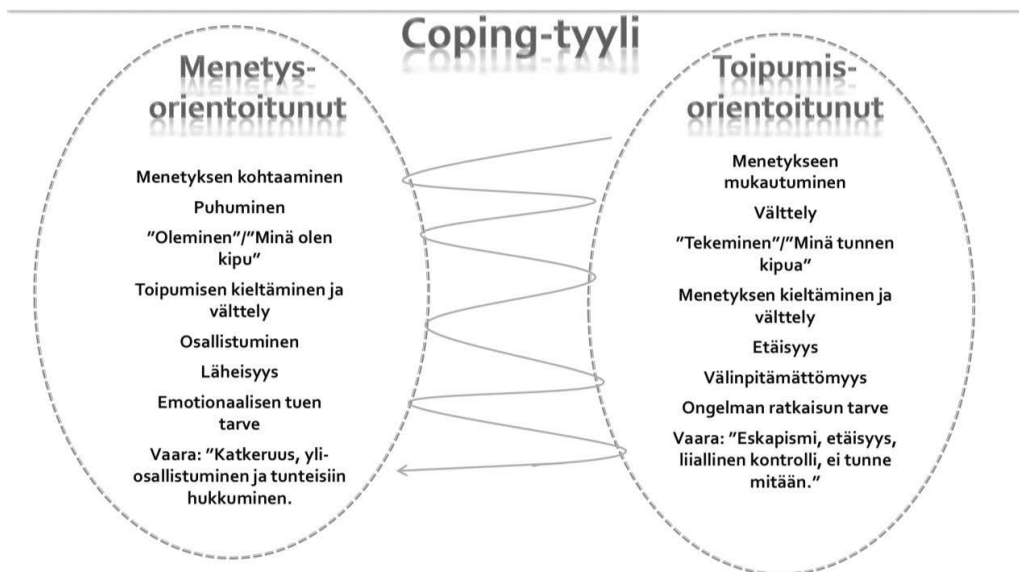 Coping-tyyli
Menetys-
orientoitunut
Menetyksen kohtaaminen
Puhuminen
”Oleminen”/”Minä olen
kipu”
Toipumisen kieltäminen ja
välttely
Osallistuminen
Läheisyys
Emotionaalisen tuen
tarve
Vaara: ”Katkeruus, yli-
osallistuminen ja tunteisiin
hukkuminen.
Toipumis-
orientoitunut
Menetykseen
mukautuminen
Välttely
”Tekeminen”/”Minä tunnen
kipua”
Menetyksen kieltäminen ja
välttely
Etäisyys
Välinpitämättömyys
Ongelman ratkaisun tarve
Vaara: ”Eskapismi, etäisyys,
liiallinen kontrolli, ei tunne
mitään.”